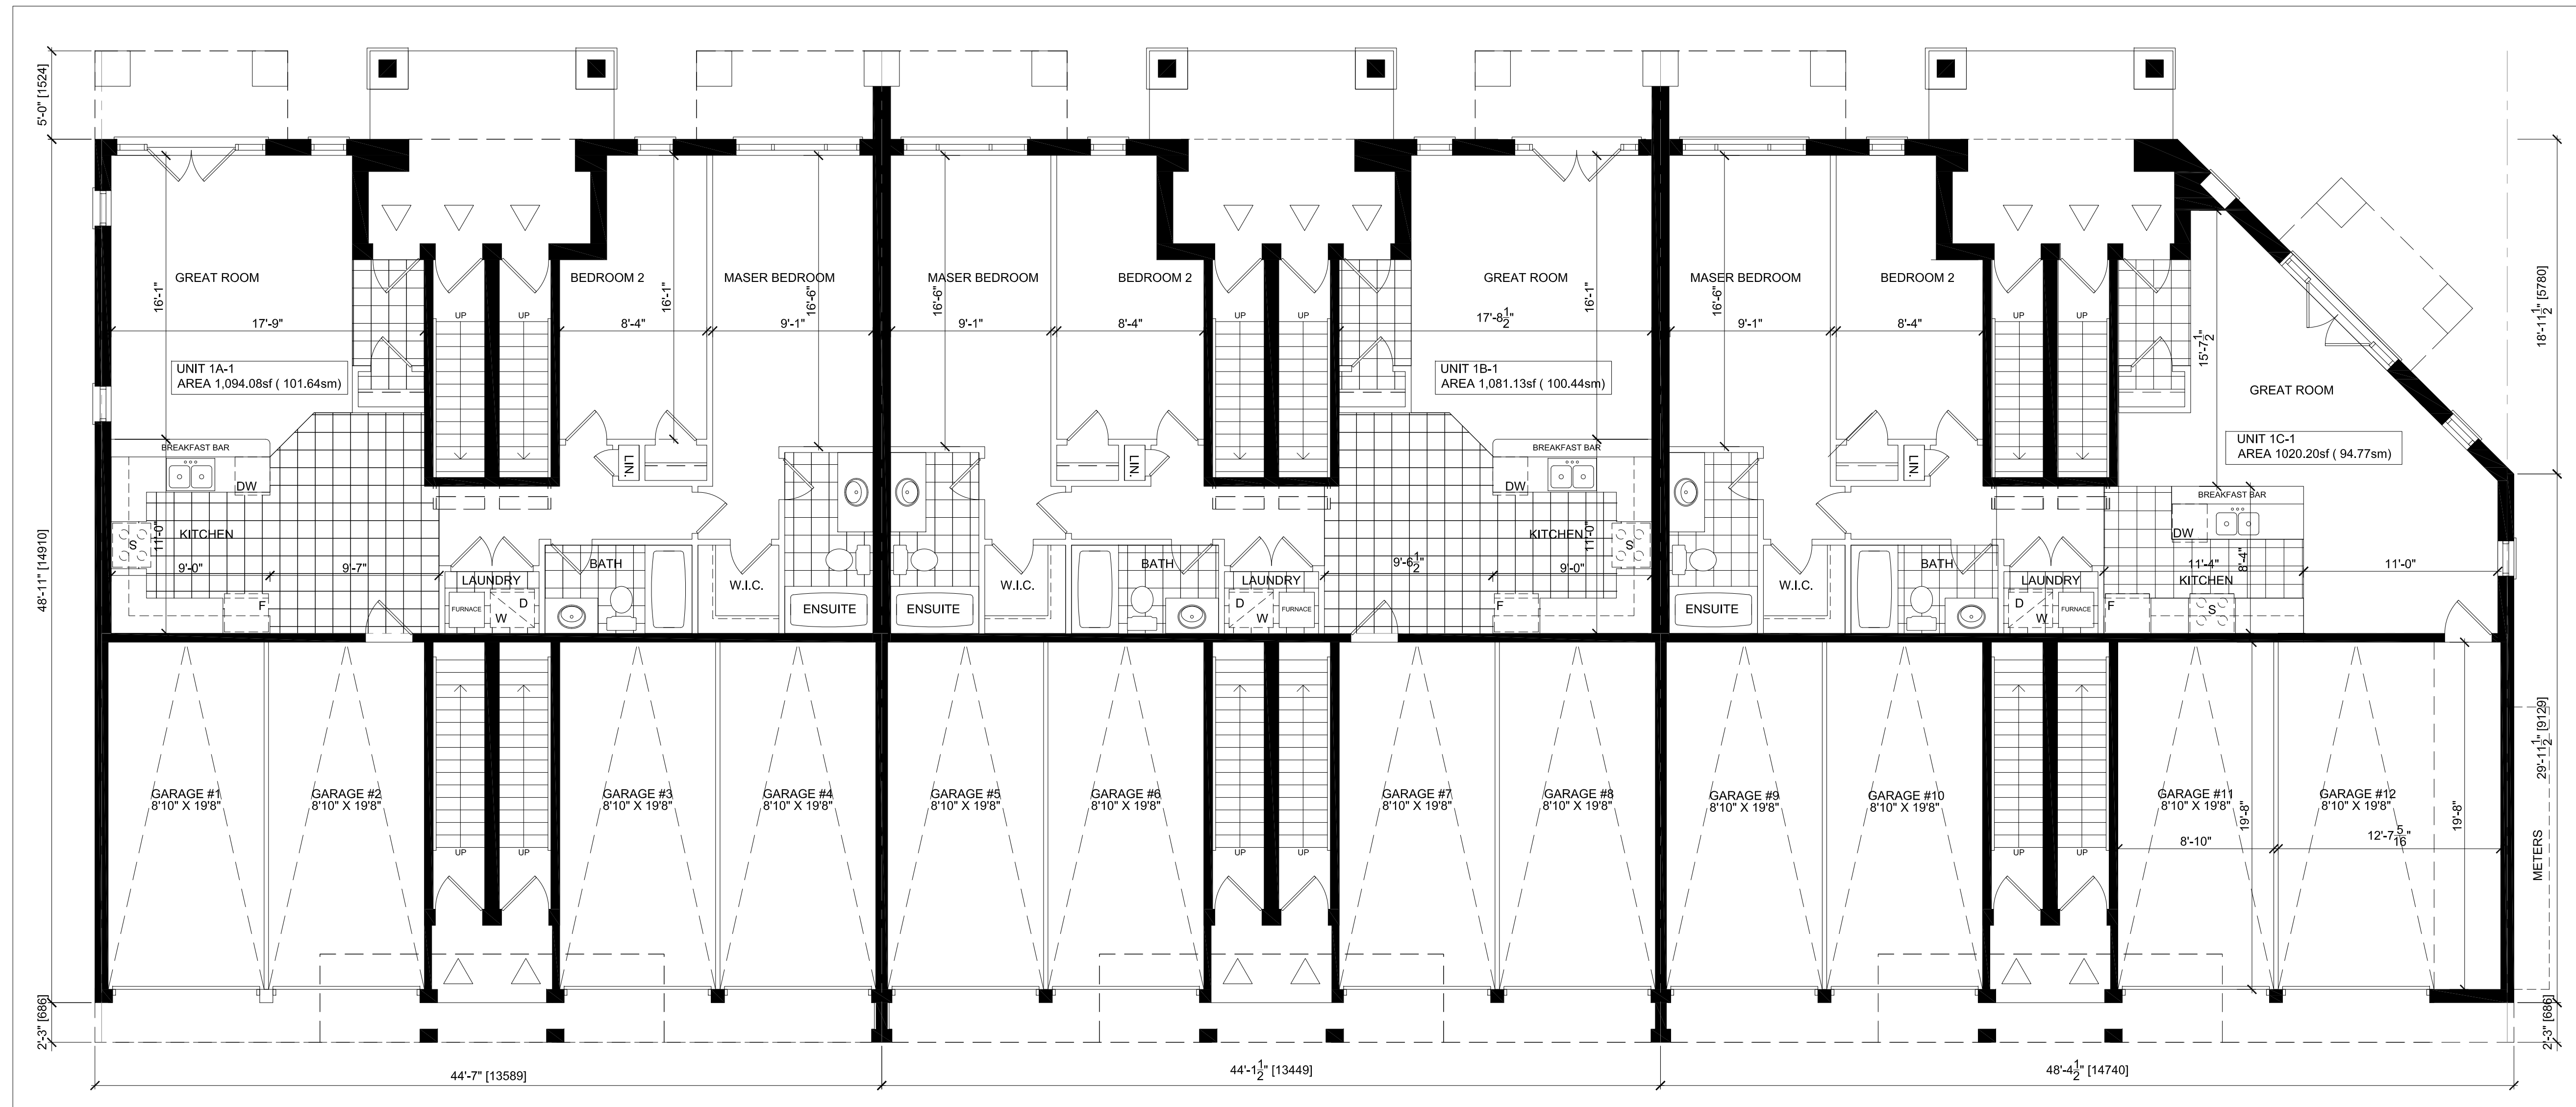 5'-0" [1524]
48'-11" [14910]
2'-3" [686]
GREAT ROOM
16'-1"
17'-9"
UNIT 1A-1
AREA 1,094.08sf ( 101.64sm)
BREAKFAST BAR
DW
KITCHEN
S
11'-0"
9'-0"
9'-7"
F
UP
UP
BEDROOM 2
16'-1"
8'-4"
MASER BEDROOM
16'-6"
9'-1"
LIN.
LAUNDRY
FURNACE
D
W
BATH
W.I.C.
ENSUITE
MASER BEDROOM
16'-6"
9'-1"
BEDROOM 2
8'-4"
UP
UP
LIN.
ENSUITE
W.I.C.
BATH
LAUNDRY
D
W
FURNACE
GREAT ROOM
17'-8 1/2"
16'-1"
UNIT 1B-1
AREA 1,081.13sf ( 100.44sm)
BREAKFAST BAR
DW
KITCHEN
11'-0"
S
9'-6 1/2"
9'-0"
F
MASER BEDROOM
16'-6"
9'-1"
BEDROOM 2
8'-4"
UP
UP
LIN.
ENSUITE
W.I.C.
BATH
LAUNDRY
D
W
FURNACE
15'-7 1/2"
GREAT ROOM
UNIT 1C-1
AREA 1020.20sf ( 94.77sm)
BREAKFAST BAR
DW
11'-4"
8'-4"
KITCHEN
11'-0"
F
S
18'-11 1/2" [5780]
29'-11 1/2" [9129]
METERS
2'-3" [686]
GARAGE #1
8'10" X 19'8"
GARAGE #2
8'10" X 19'8"
UP
UP
GARAGE #3
8'10" X 19'8"
GARAGE #4
8'10" X 19'8"
GARAGE #5
8'10" X 19'8"
GARAGE #6
8'10" X 19'8"
UP
UP
GARAGE #7
8'10" X 19'8"
GARAGE #8
8'10" X 19'8"
GARAGE #9
8'10" X 19'8"
GARAGE #10
8'10" X 19'8"
UP
UP
GARAGE #11
8'10" X 19'8"
19'-8"
8'-10"
GARAGE #12
8'10" X 19'8"
12'-7 5/16"
19'-8"
44'-7" [13589]
44'-1 1/2" [13449]
48'-4 1/2" [14740]